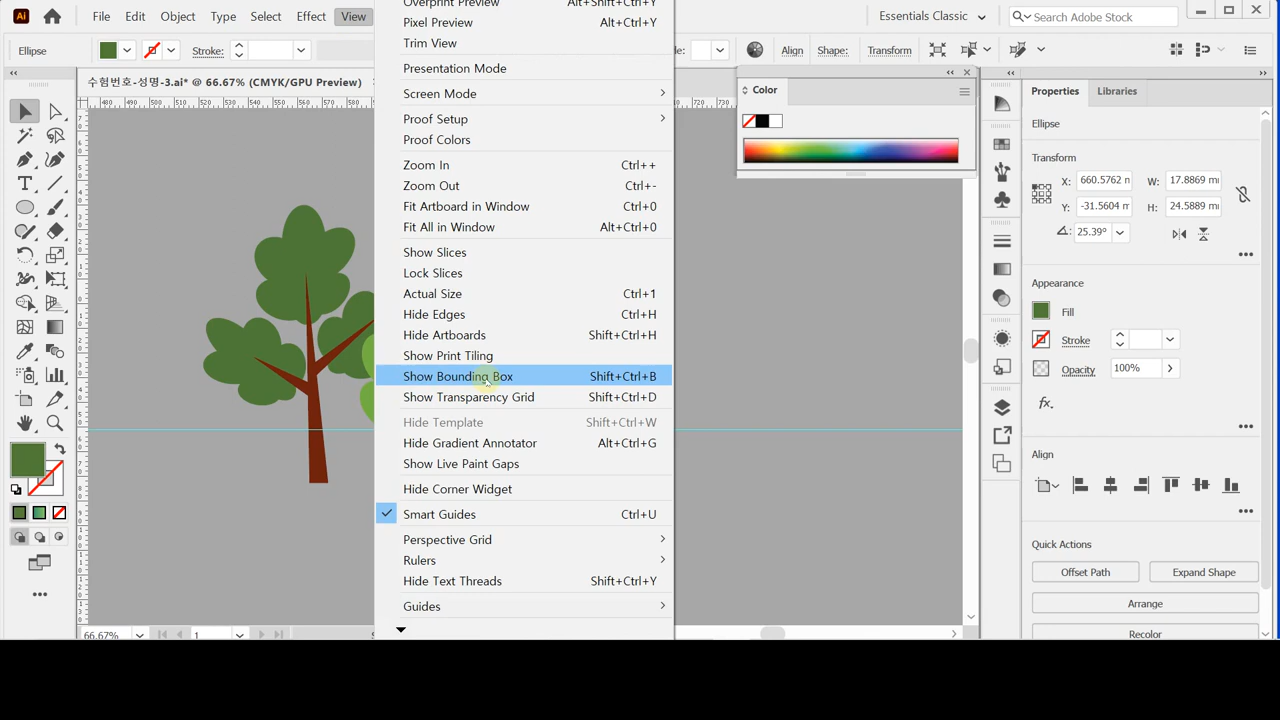 Ai File Edit Object Type Select Effect View Essentials Classic Search Adobe Stock
Ellipse Stroke: Align Shape: Transform
수험번호-성명-3.ai* @ 66.67% (CMYK/GPU Preview)
Overprint Preview Alt+Shift+Ctrl+Y
Pixel Preview Alt+Ctrl+Y
Trim View
Presentation Mode
Screen Mode
Proof Setup
Proof Colors
Zoom In Ctrl++
Zoom Out Ctrl+-
Fit Artboard in Window Ctrl+0
Fit All in Window Alt+Ctrl+0
Show Slices
Lock Slices
Actual Size Ctrl+1
Hide Edges Ctrl+H
Hide Artboards Shift+Ctrl+H
Show Print Tiling
Show Bounding Box Shift+Ctrl+B
Show Transparency Grid Shift+Ctrl+D
Hide Template Shift+Ctrl+W
Hide Gradient Annotator Alt+Ctrl+G
Show Live Paint Gaps
Hide Corner Widget
Smart Guides Ctrl+U
Perspective Grid
Rulers
Hide Text Threads Shift+Ctrl+Y
Guides
Color
Properties Libraries
Ellipse
Transform
X: 660.5762 W: 17.8869
Y: -31.5604 H: 24.5889
25.39°
Appearance
Fill
Stroke
Opacity 100%
fx.
Align
Quick Actions
Offset Path Expand Shape
Arrange
Recolor
66.67% 1